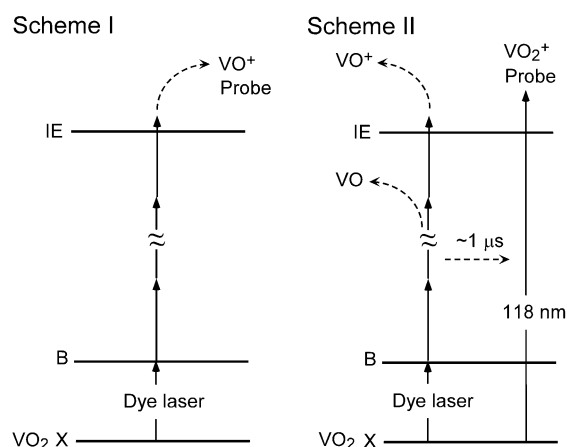 Scheme I
VO+
Probe
IE
≈
B
Dye laser
VO2 X
Scheme II
VO+
VO2+
Probe
IE
VO
≈
~1 μs
118 nm
B
Dye laser
VO2 X